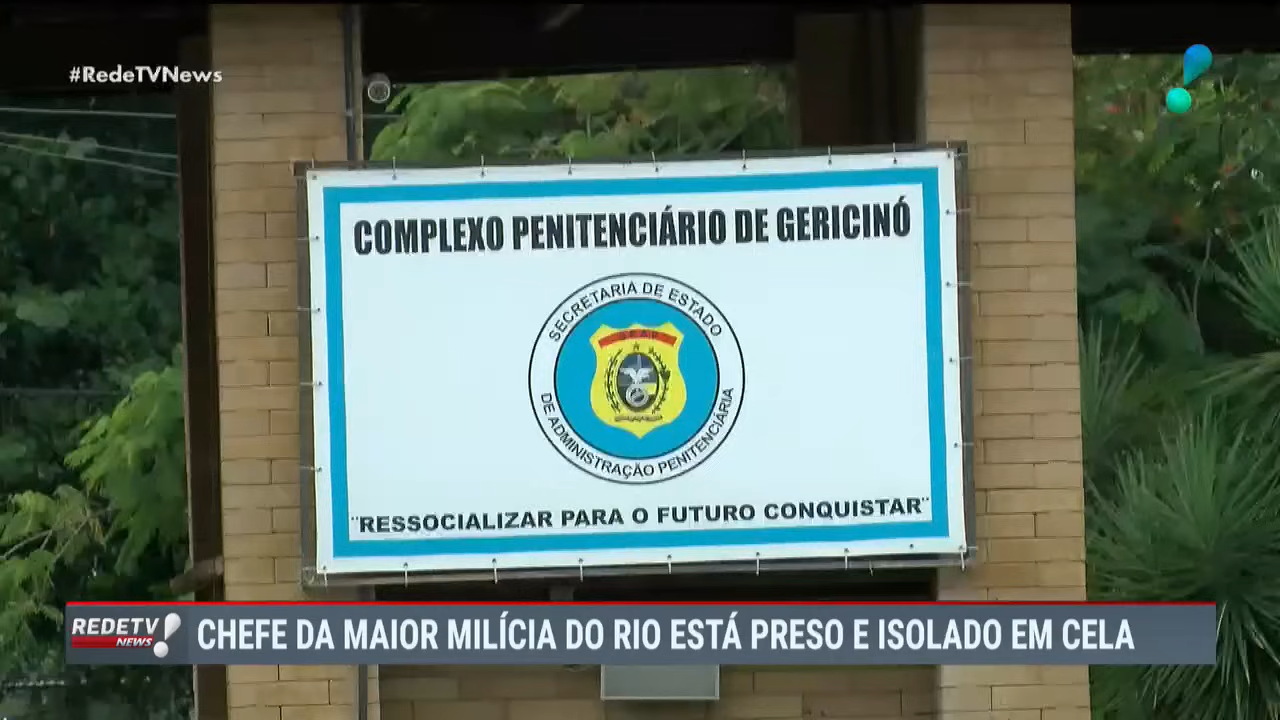 #RedeTVNews
COMPLEXO PENITENCIÁRIO DE GERICINÓ
SECRETARIA DE ESTADO
SEAP
DE ADMINISTRAÇÃO PENITENCIÁRIA
"RESSOCIALIZAR PARA O FUTURO CONQUISTAR"
REDETV!
NEWS
CHEFE DA MAIOR MILÍCIA DO RIO ESTÁ PRESO E ISOLADO EM CELA